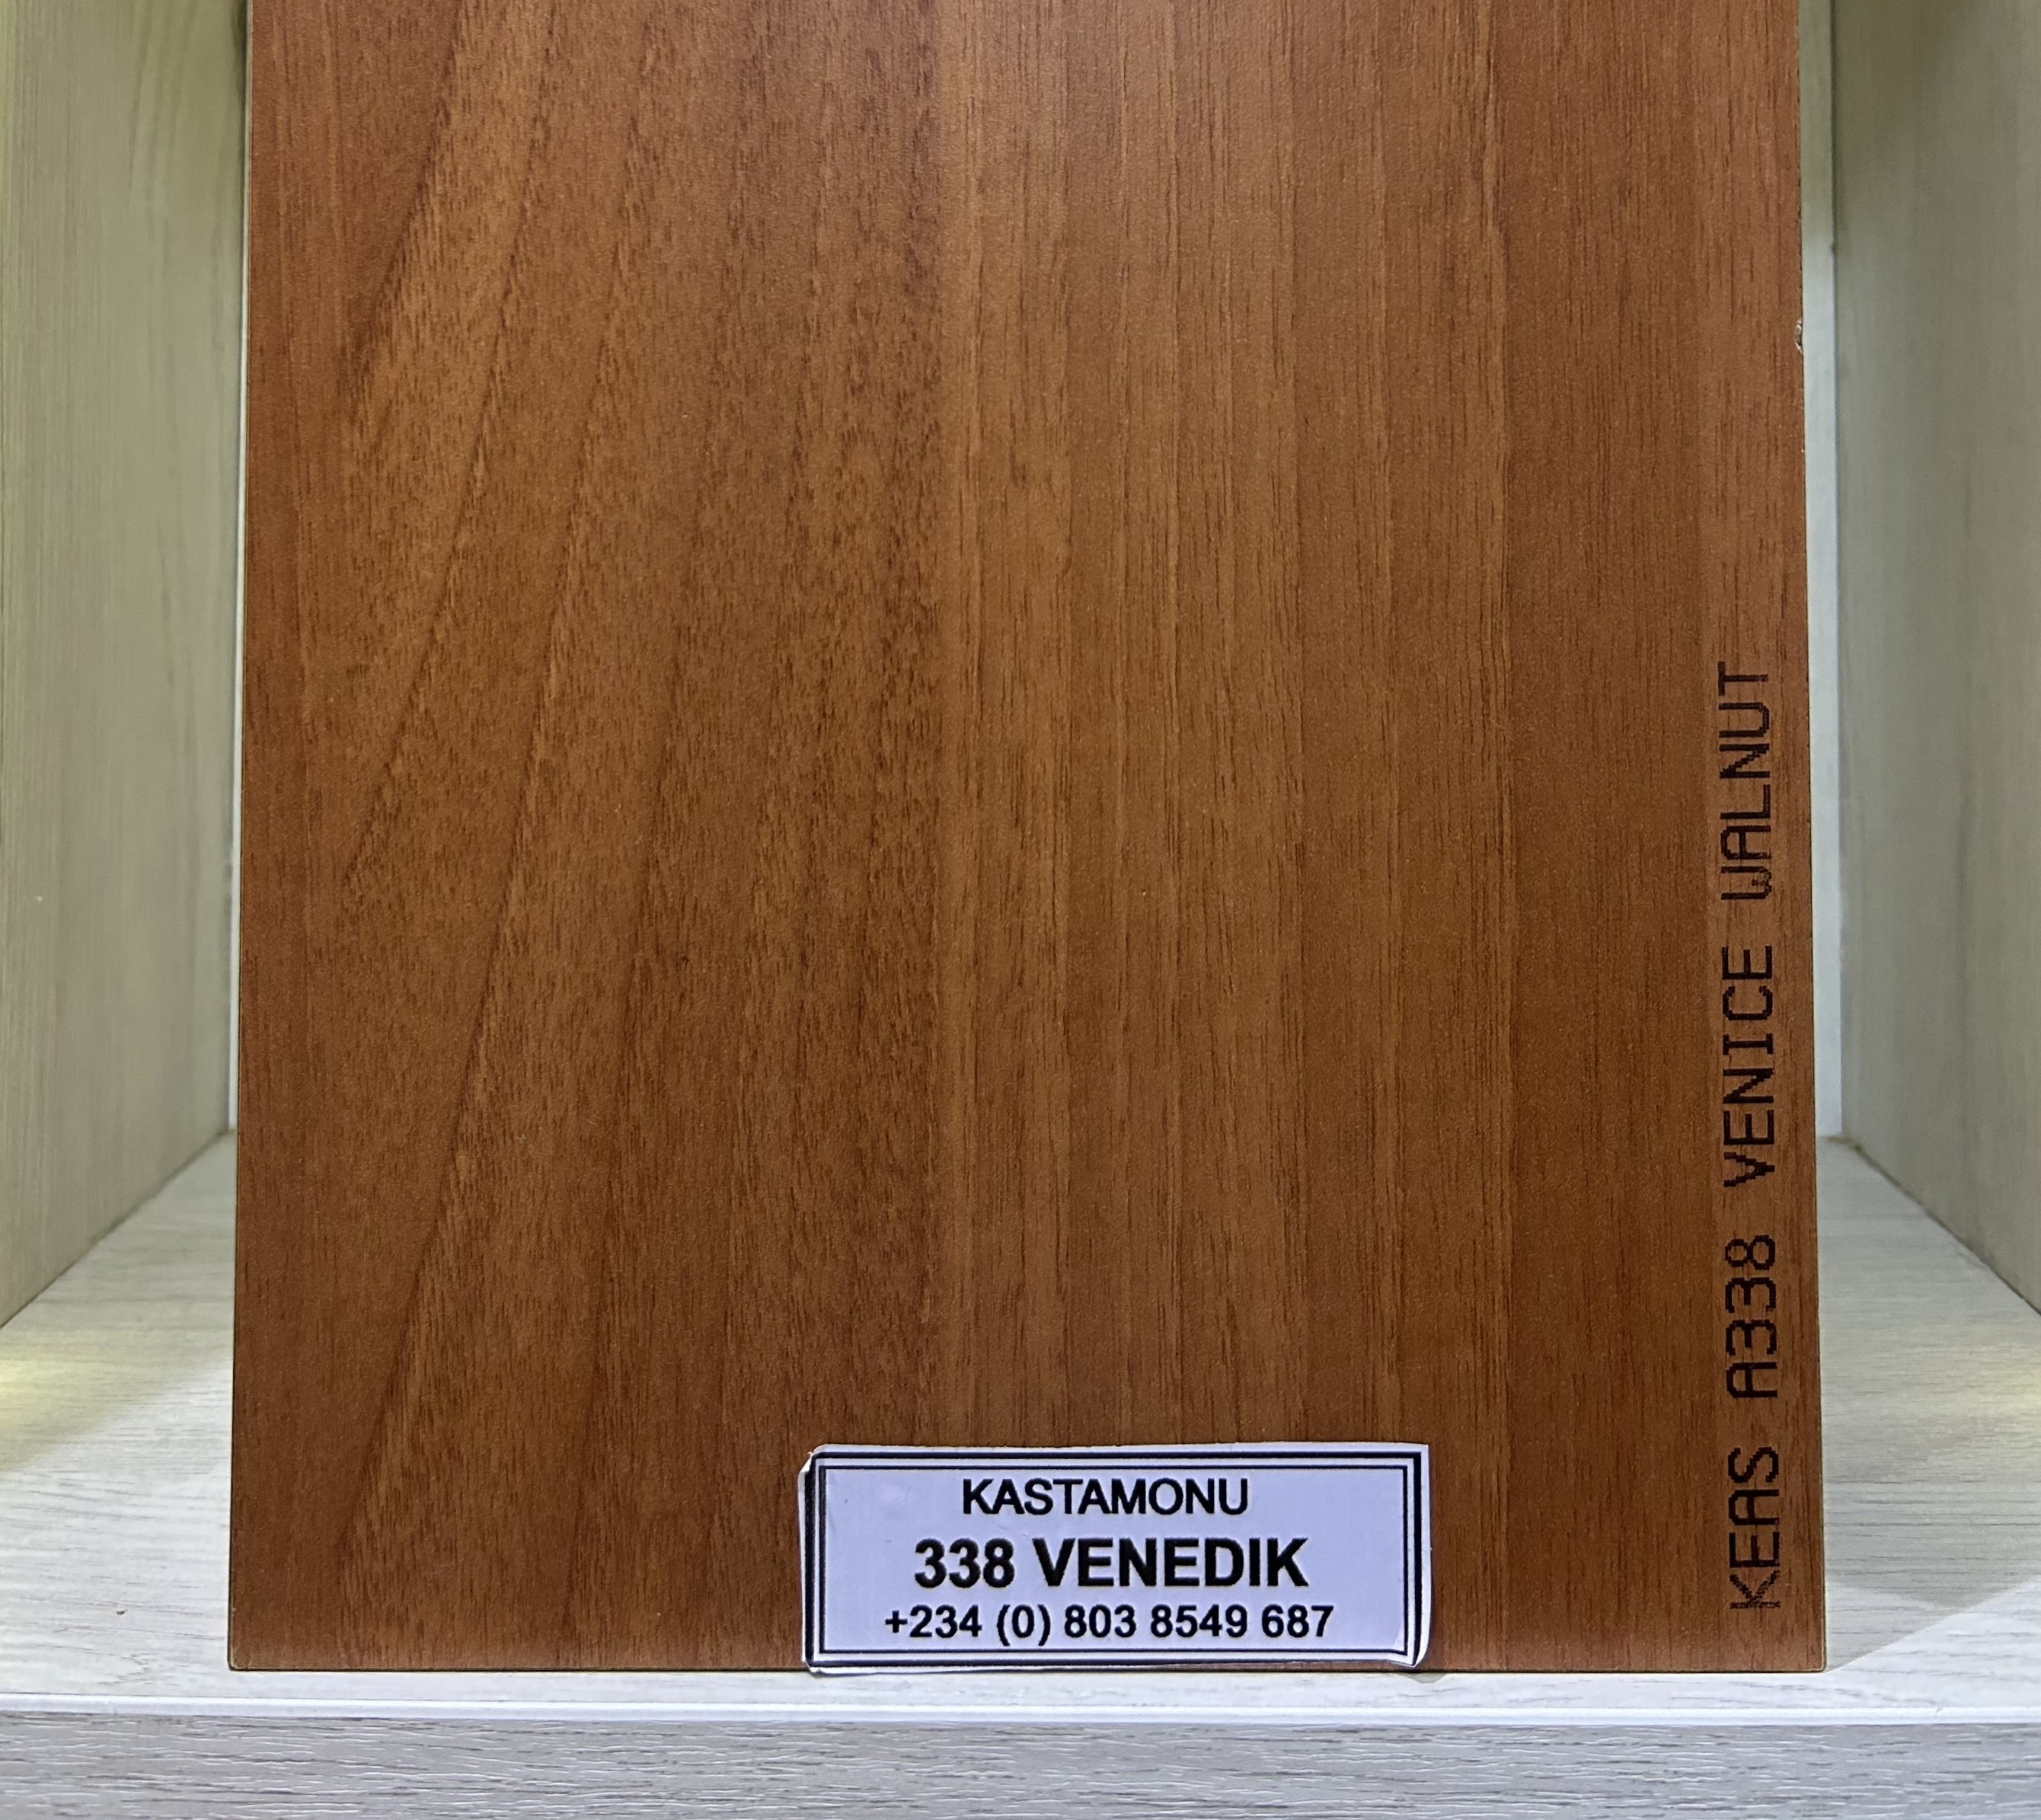 KASTAMONU
338 VENEDIK
+234 (0) 803 8549 687
KEAS A338 VENICE WALNUT